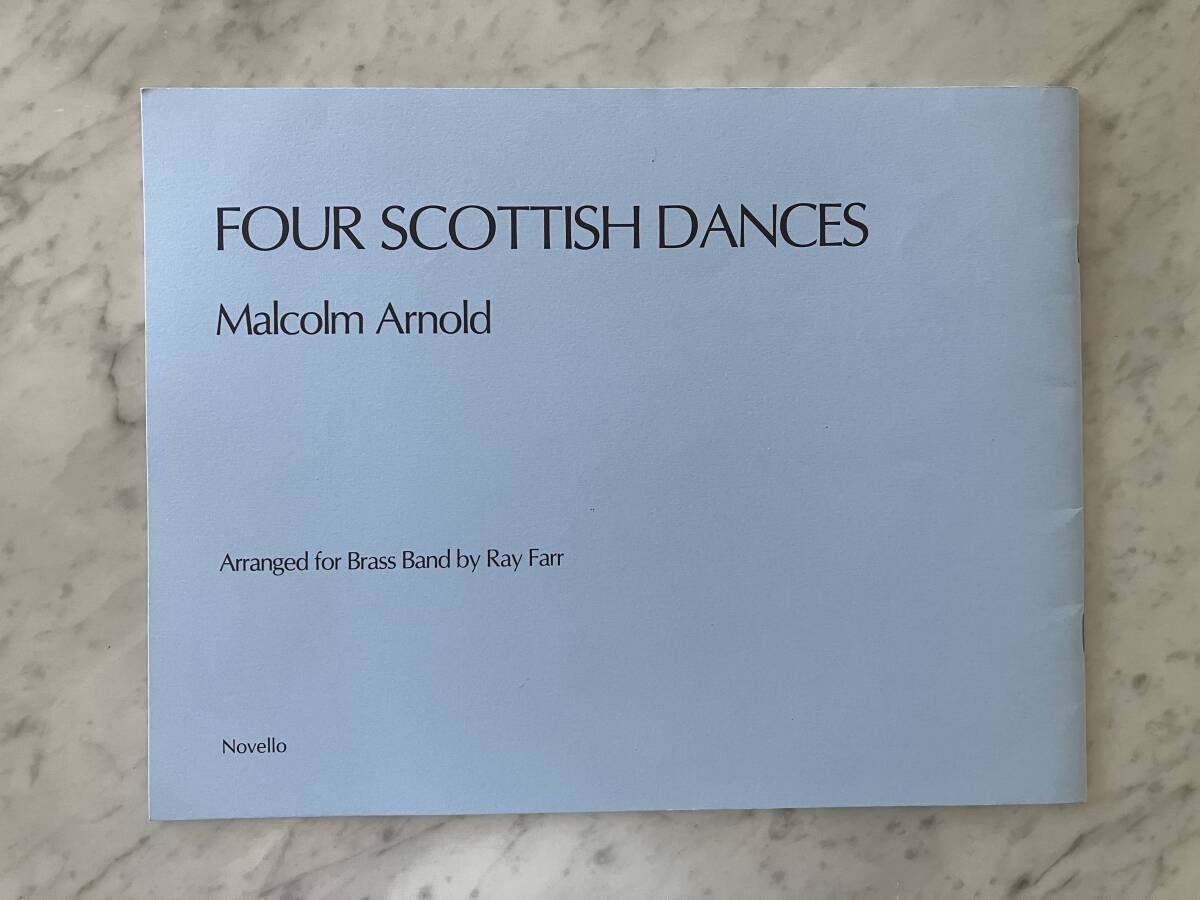 FOUR SCOTTISH DANCES
Malcolm Arnold
Arranged for Brass Band by Ray Farr
Novello